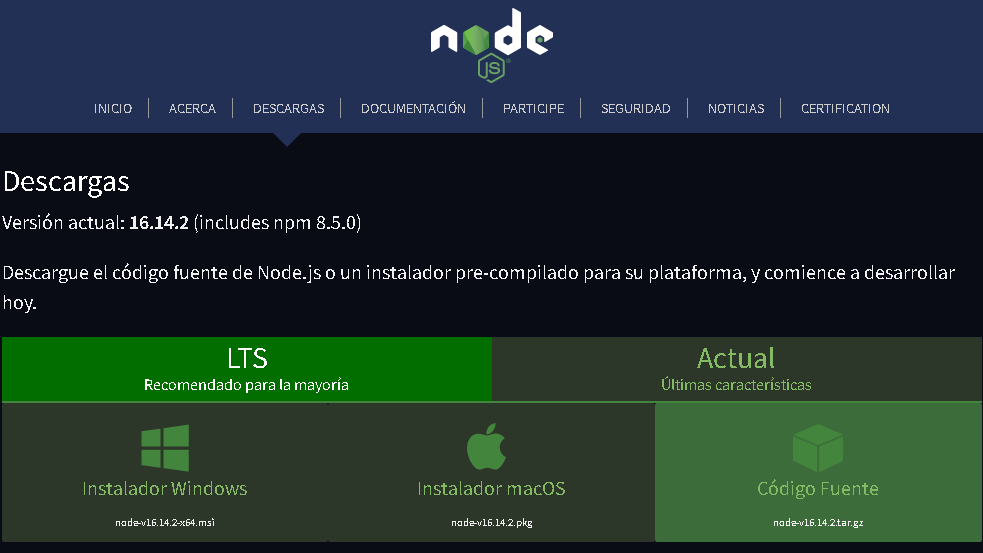 node
JS
INICIO ACERCA DESCARGAS DOCUMENTACIÓN PARTICIPE SEGURIDAD NOTICIAS CERTIFICATION
Descargas
Versión actual: 16.14.2 (includes npm 8.5.0)
Descargue el código fuente de Node.js o un instalador pre-compilado para su plataforma, y comience a desarrollar
hoy.
LTS
Recomendado para la mayoría
Actual
Últimas características
Instalador Windows
node-v16.14.2-x64.msi
Instalador macOS
node-v16.14.2.pkg
Código Fuente
node-v16.14.2.tar.gz